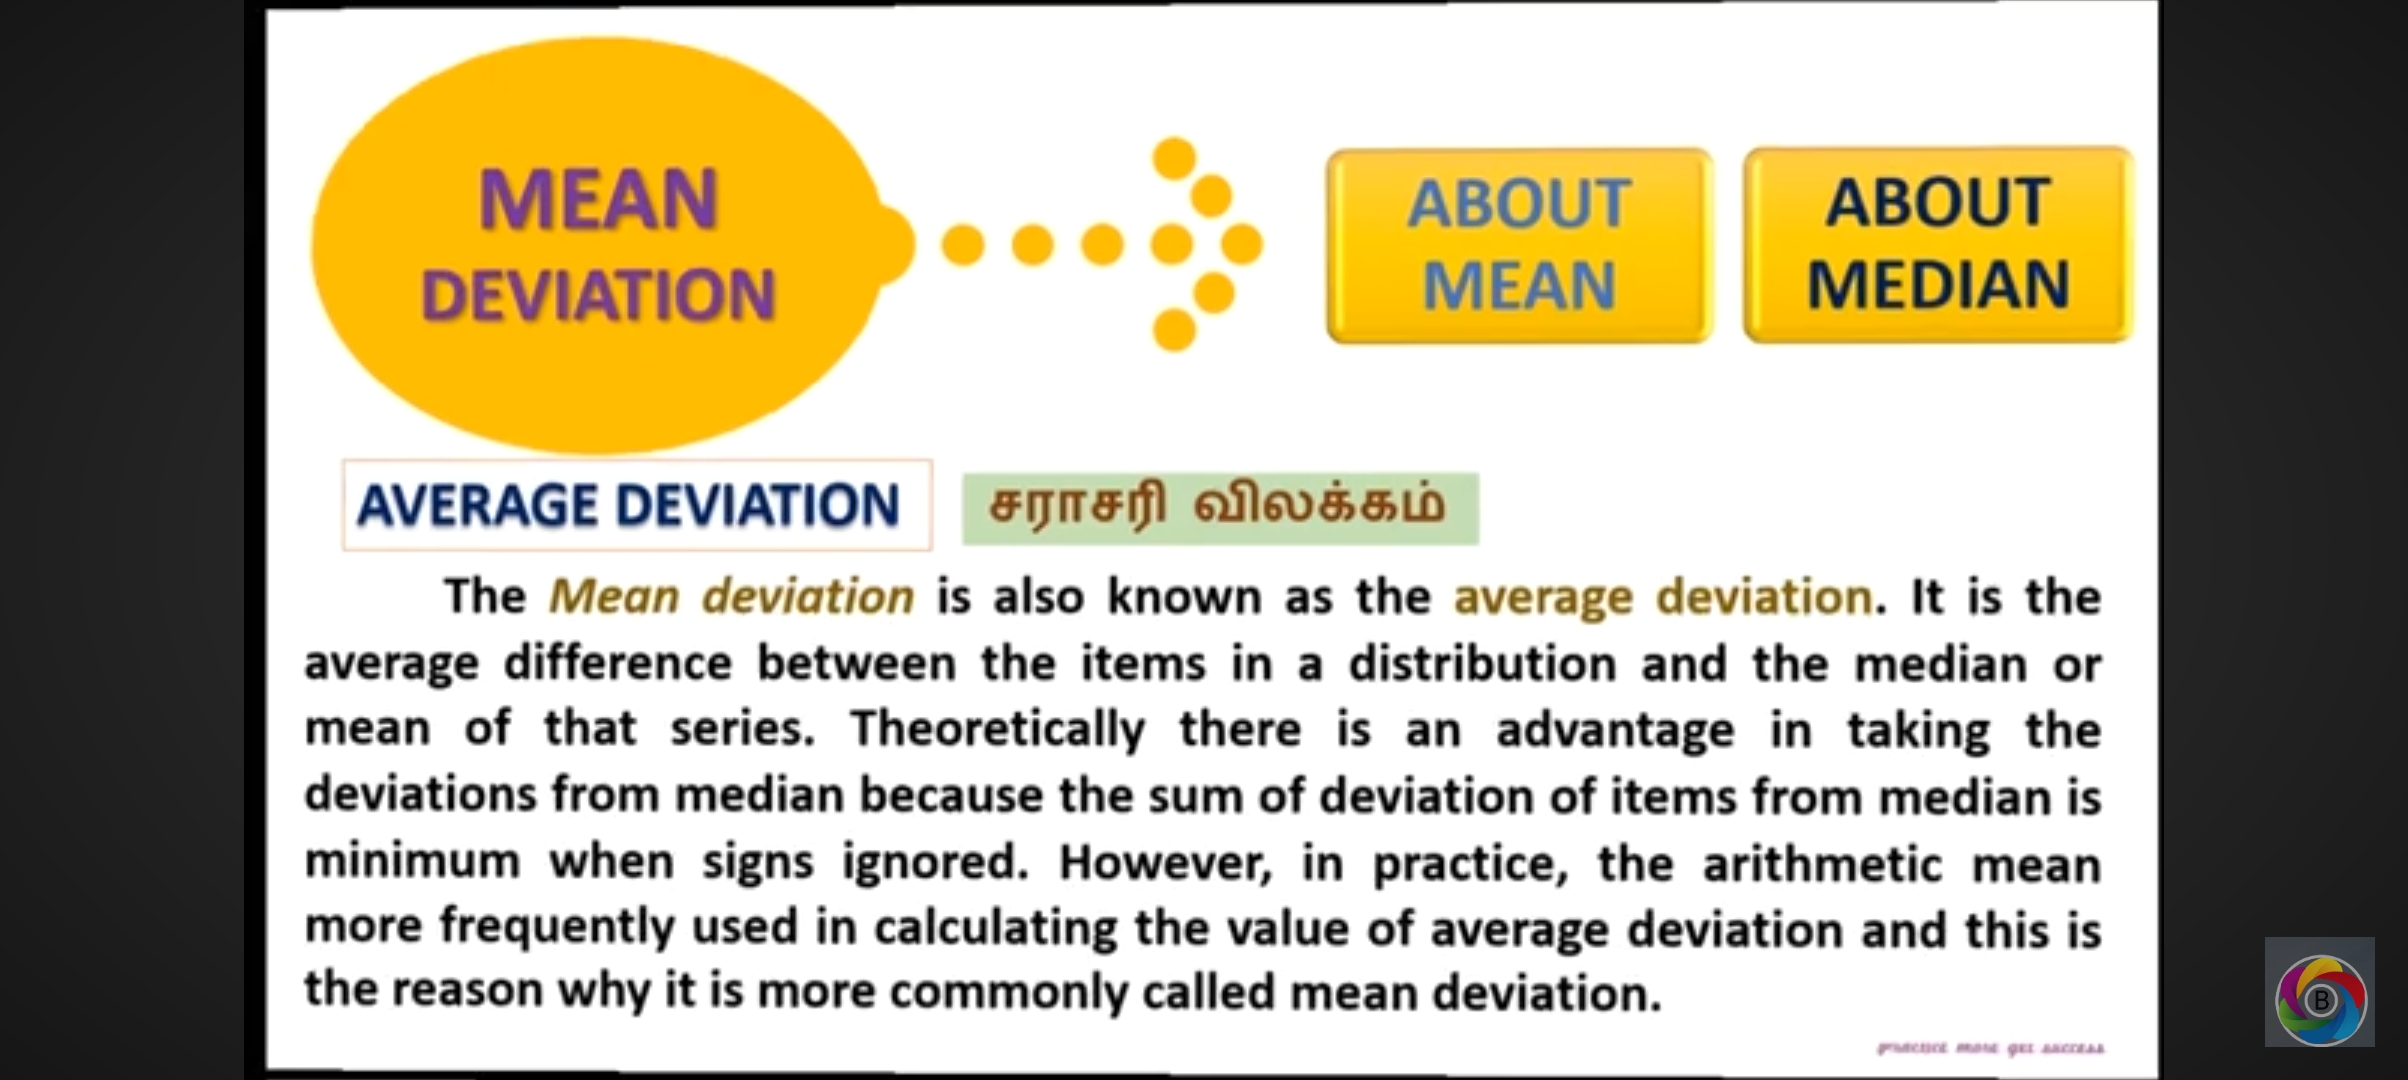 MEAN
DEVIATION
ABOUT
MEAN
ABOUT
MEDIAN
AVERAGE DEVIATION
சராசரி விலக்கம்
The Mean deviation is also known as the average deviation. It is the
average difference between the items in a distribution and the median or
mean of that series. Theoretically there is an advantage in taking the
deviations from median because the sum of deviation of items from median is
minimum when signs ignored. However, in practice, the arithmetic mean
more frequently used in calculating the value of average deviation and this is
the reason why it is more commonly called mean deviation.
practice more get success
B